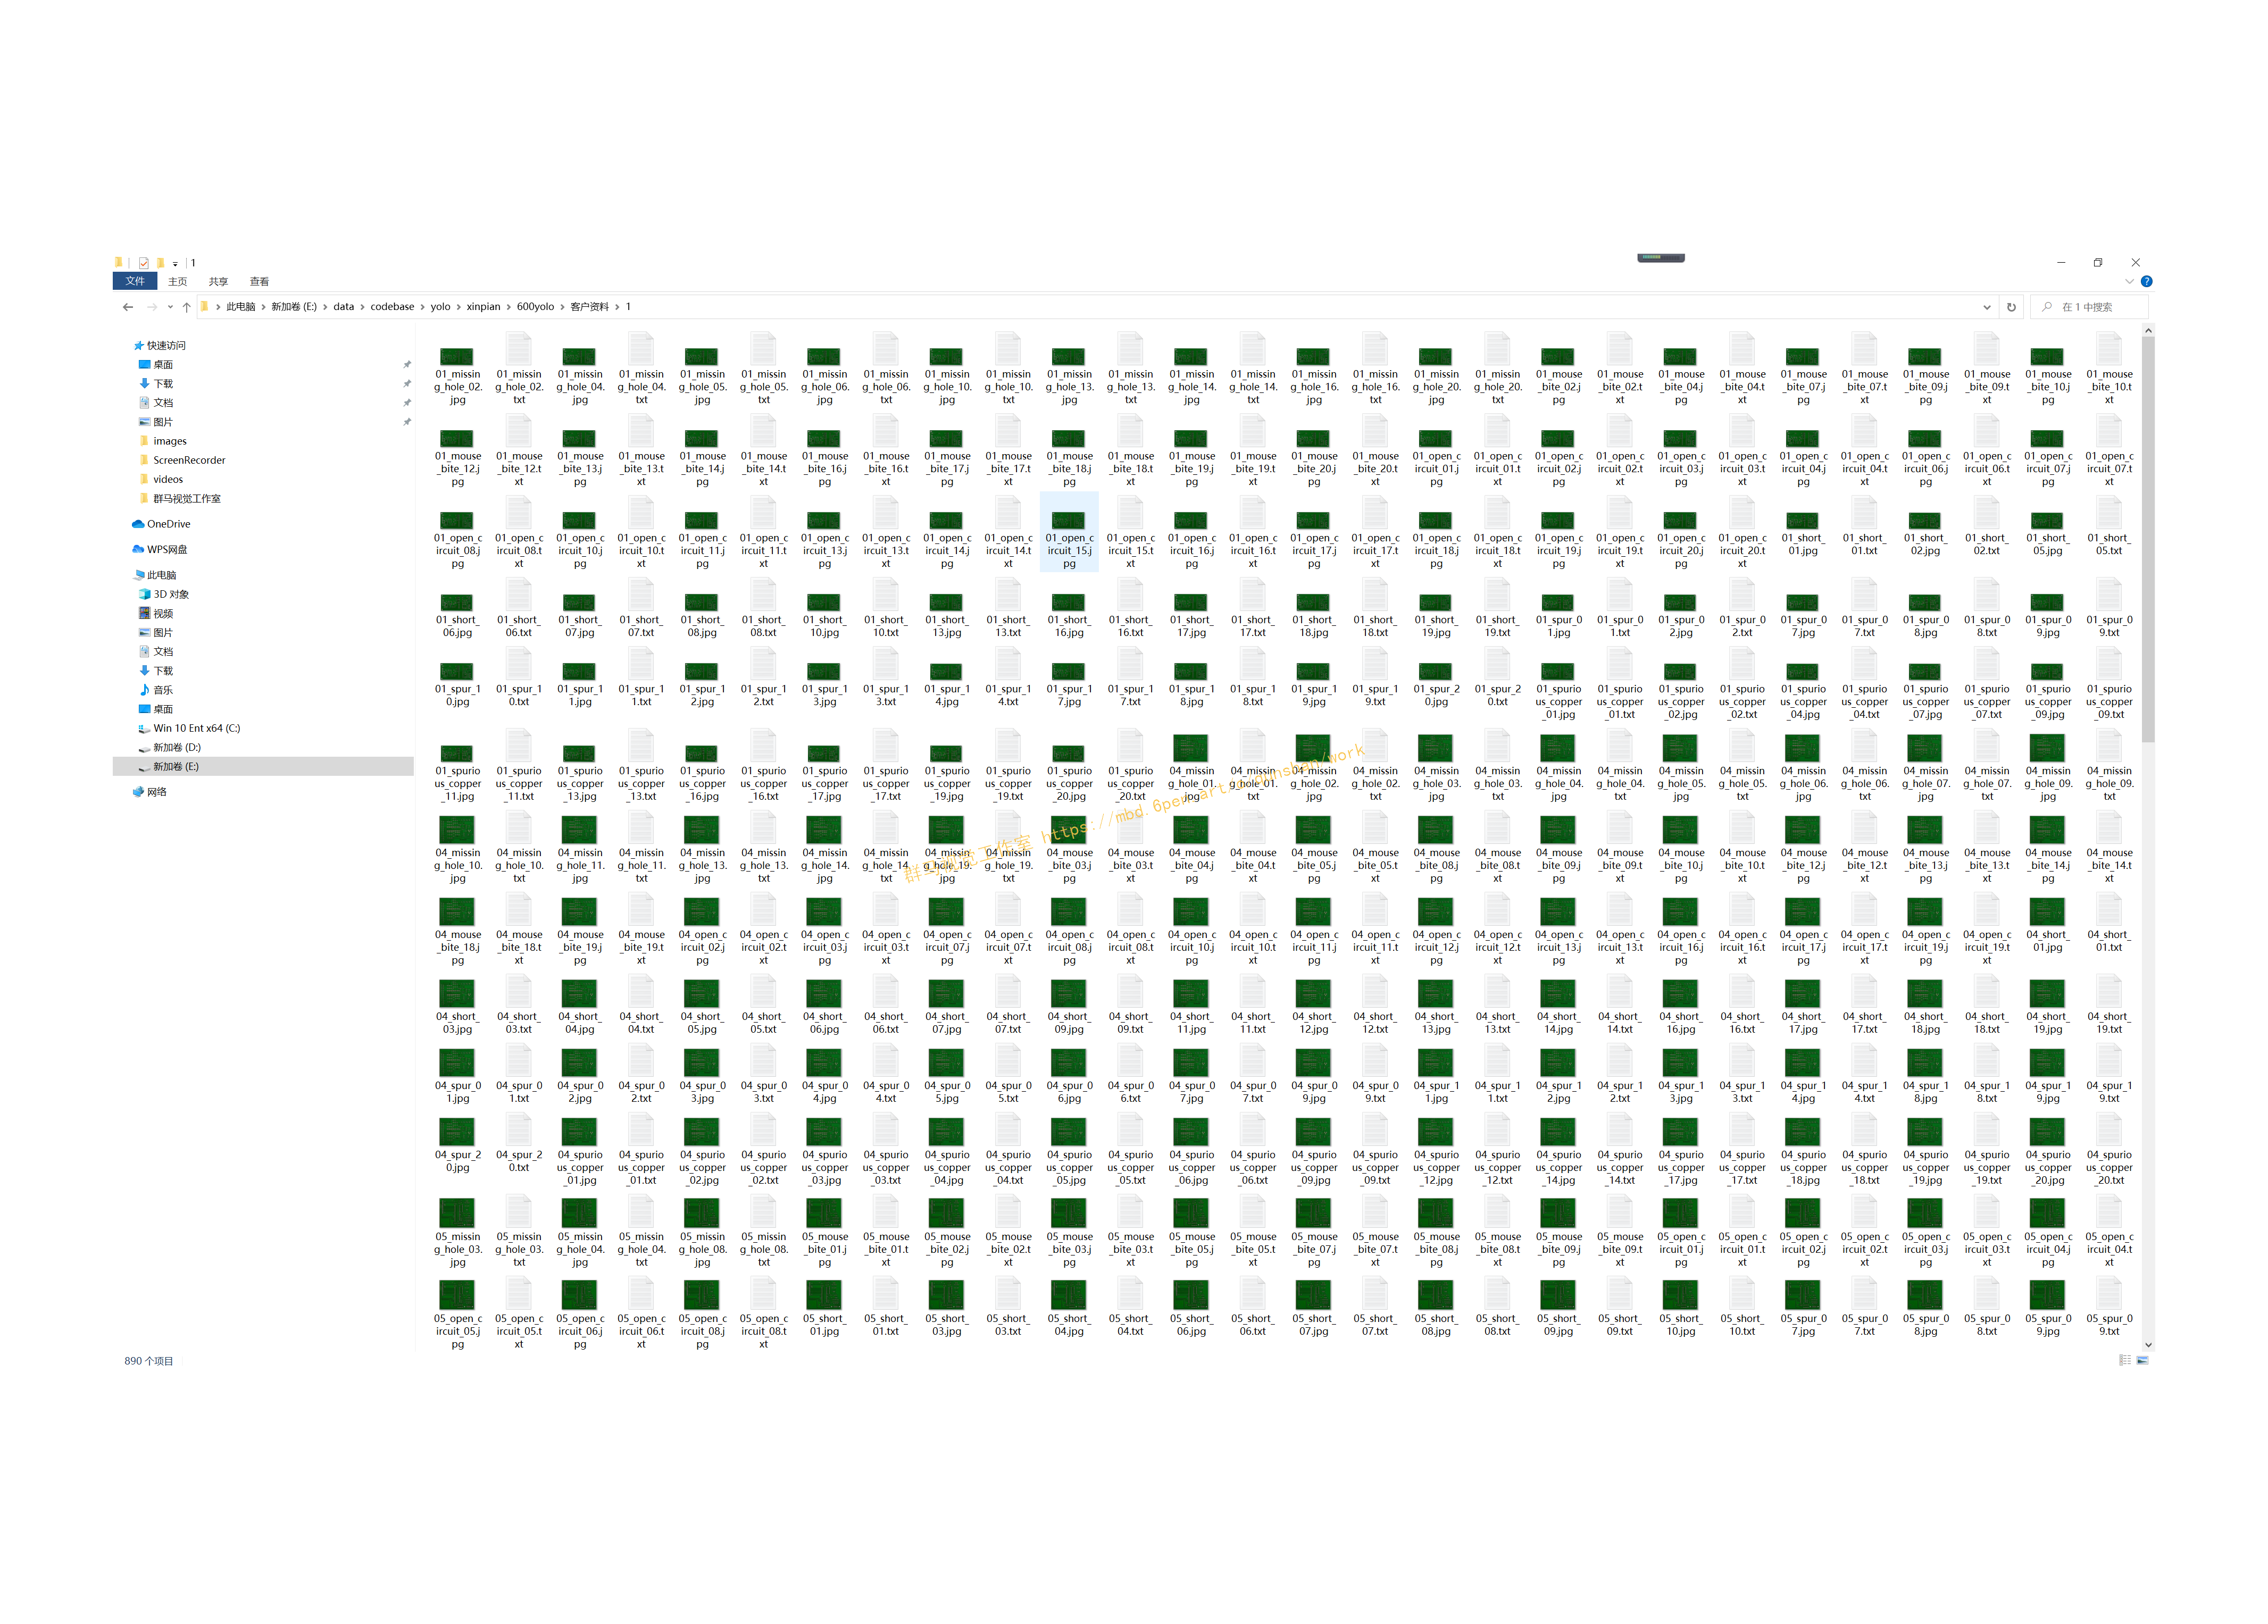 1
文件 主页 共享 查看
此电脑 › 新加卷 (E:) › data › codebase › yolo › xinpian › 600yolo › 客户资料 › 1
在 1 中搜索
快速访问
桌面
下载
文档
图片
images
ScreenRecorder
videos
群马视觉工作室
OneDrive
WPS网盘
此电脑
3D 对象
视频
图片
文档
下载
音乐
桌面
Win 10 Ent x64 (C:)
新加卷 (D:)
新加卷 (E:)
网络
01_missing_hole_02.jpg 01_missing_hole_02.txt 01_missing_hole_04.jpg 01_missing_hole_04.txt 01_missing_hole_05.jpg 01_missing_hole_05.txt 01_missing_hole_06.jpg 01_missing_hole_06.txt 01_missing_hole_10.jpg 01_missing_hole_10.txt 01_missing_hole_13.jpg 01_missing_hole_13.txt 01_missing_hole_14.jpg 01_missing_hole_14.txt 01_missing_hole_16.jpg 01_missing_hole_16.txt 01_missing_hole_20.jpg 01_missing_hole_20.txt 01_mouse_bite_02.jpg 01_mouse_bite_02.txt 01_mouse_bite_04.jpg 01_mouse_bite_04.txt 01_mouse_bite_07.jpg 01_mouse_bite_07.txt 01_mouse_bite_09.jpg 01_mouse_bite_09.txt 01_mouse_bite_10.jpg 01_mouse_bite_10.txt
01_mouse_bite_12.jpg 01_mouse_bite_12.txt 01_mouse_bite_13.jpg 01_mouse_bite_13.txt 01_mouse_bite_14.jpg 01_mouse_bite_14.txt 01_mouse_bite_16.jpg 01_mouse_bite_16.txt 01_mouse_bite_17.jpg 01_mouse_bite_17.txt 01_mouse_bite_18.jpg 01_mouse_bite_18.txt 01_mouse_bite_19.jpg 01_mouse_bite_19.txt 01_mouse_bite_20.jpg 01_mouse_bite_20.txt 01_open_circuit_01.jpg 01_open_circuit_01.txt 01_open_circuit_02.jpg 01_open_circuit_02.txt 01_open_circuit_03.jpg 01_open_circuit_03.txt 01_open_circuit_04.jpg 01_open_circuit_04.txt 01_open_circuit_06.jpg 01_open_circuit_06.txt 01_open_circuit_07.jpg 01_open_circuit_07.txt
01_open_circuit_08.jpg 01_open_circuit_08.txt 01_open_circuit_10.jpg 01_open_circuit_10.txt 01_open_circuit_11.jpg 01_open_circuit_11.txt 01_open_circuit_13.jpg 01_open_circuit_13.txt 01_open_circuit_14.jpg 01_open_circuit_14.txt 01_open_circuit_15.jpg 01_open_circuit_15.txt 01_open_circuit_16.jpg 01_open_circuit_16.txt 01_open_circuit_17.jpg 01_open_circuit_17.txt 01_open_circuit_18.jpg 01_open_circuit_18.txt 01_open_circuit_19.jpg 01_open_circuit_19.txt 01_open_circuit_20.jpg 01_open_circuit_20.txt 01_short_01.jpg 01_short_01.txt 01_short_02.jpg 01_short_02.txt 01_short_05.jpg 01_short_05.txt
01_short_06.jpg 01_short_06.txt 01_short_07.jpg 01_short_07.txt 01_short_08.jpg 01_short_08.txt 01_short_10.jpg 01_short_10.txt 01_short_13.jpg 01_short_13.txt 01_short_16.jpg 01_short_16.txt 01_short_17.jpg 01_short_17.txt 01_short_18.jpg 01_short_18.txt 01_short_19.jpg 01_short_19.txt 01_spur_01.jpg 01_spur_01.txt 01_spur_02.jpg 01_spur_02.txt 01_spur_07.jpg 01_spur_07.txt 01_spur_08.jpg 01_spur_08.txt 01_spur_09.jpg 01_spur_09.txt
01_spur_10.jpg 01_spur_10.txt 01_spur_11.jpg 01_spur_11.txt 01_spur_12.jpg 01_spur_12.txt 01_spur_13.jpg 01_spur_13.txt 01_spur_14.jpg 01_spur_14.txt 01_spur_17.jpg 01_spur_17.txt 01_spur_18.jpg 01_spur_18.txt 01_spur_19.jpg 01_spur_19.txt 01_spur_20.jpg 01_spur_20.txt 01_spurious_copper_01.jpg 01_spurious_copper_01.txt 01_spurious_copper_02.jpg 01_spurious_copper_02.txt 01_spurious_copper_04.jpg 01_spurious_copper_04.txt 01_spurious_copper_07.jpg 01_spurious_copper_07.txt 01_spurious_copper_09.jpg 01_spurious_copper_09.txt
01_spurious_copper_11.jpg 01_spurious_copper_11.txt 01_spurious_copper_13.jpg 01_spurious_copper_13.txt 01_spurious_copper_16.jpg 01_spurious_copper_16.txt 01_spurious_copper_17.jpg 01_spurious_copper_17.txt 01_spurious_copper_19.jpg 01_spurious_copper_19.txt 01_spurious_copper_20.jpg 01_spurious_copper_20.txt 04_missing_hole_01.jpg 04_missing_hole_01.txt 04_missing_hole_02.jpg 04_missing_hole_02.txt 04_missing_hole_03.jpg 04_missing_hole_03.txt 04_missing_hole_04.jpg 04_missing_hole_04.txt 04_missing_hole_05.jpg 04_missing_hole_05.txt 04_missing_hole_06.jpg 04_missing_hole_06.txt 04_missing_hole_07.jpg 04_missing_hole_07.txt 04_missing_hole_09.jpg 04_missing_hole_09.txt
04_missing_hole_10.jpg 04_missing_hole_10.txt 04_missing_hole_11.jpg 04_missing_hole_11.txt 04_missing_hole_13.jpg 04_missing_hole_13.txt 04_missing_hole_14.jpg 04_missing_hole_14.txt 04_missing_hole_19.jpg 04_missing_hole_19.txt 04_mouse_bite_03.jpg 04_mouse_bite_03.txt 04_mouse_bite_04.jpg 04_mouse_bite_04.txt 04_mouse_bite_05.jpg 04_mouse_bite_05.txt 04_mouse_bite_08.jpg 04_mouse_bite_08.txt 04_mouse_bite_09.jpg 04_mouse_bite_09.txt 04_mouse_bite_10.jpg 04_mouse_bite_10.txt 04_mouse_bite_12.jpg 04_mouse_bite_12.txt 04_mouse_bite_13.jpg 04_mouse_bite_13.txt 04_mouse_bite_14.jpg 04_mouse_bite_14.txt
04_mouse_bite_18.jpg 04_mouse_bite_18.txt 04_mouse_bite_19.jpg 04_mouse_bite_19.txt 04_open_circuit_02.jpg 04_open_circuit_02.txt 04_open_circuit_03.jpg 04_open_circuit_03.txt 04_open_circuit_07.jpg 04_open_circuit_07.txt 04_open_circuit_08.jpg 04_open_circuit_08.txt 04_open_circuit_10.jpg 04_open_circuit_10.txt 04_open_circuit_11.jpg 04_open_circuit_11.txt 04_open_circuit_12.jpg 04_open_circuit_12.txt 04_open_circuit_13.jpg 04_open_circuit_13.txt 04_open_circuit_16.jpg 04_open_circuit_16.txt 04_open_circuit_17.jpg 04_open_circuit_17.txt 04_open_circuit_19.jpg 04_open_circuit_19.txt 04_short_01.jpg 04_short_01.txt
04_short_03.jpg 04_short_03.txt 04_short_04.jpg 04_short_04.txt 04_short_05.jpg 04_short_05.txt 04_short_06.jpg 04_short_06.txt 04_short_07.jpg 04_short_07.txt 04_short_09.jpg 04_short_09.txt 04_short_11.jpg 04_short_11.txt 04_short_12.jpg 04_short_12.txt 04_short_13.jpg 04_short_13.txt 04_short_14.jpg 04_short_14.txt 04_short_16.jpg 04_short_16.txt 04_short_17.jpg 04_short_17.txt 04_short_18.jpg 04_short_18.txt 04_short_19.jpg 04_short_19.txt
04_spur_01.jpg 04_spur_01.txt 04_spur_02.jpg 04_spur_02.txt 04_spur_03.jpg 04_spur_03.txt 04_spur_04.jpg 04_spur_04.txt 04_spur_05.jpg 04_spur_05.txt 04_spur_06.jpg 04_spur_06.txt 04_spur_07.jpg 04_spur_07.txt 04_spur_09.jpg 04_spur_09.txt 04_spur_11.jpg 04_spur_11.txt 04_spur_12.jpg 04_spur_12.txt 04_spur_13.jpg 04_spur_13.txt 04_spur_14.jpg 04_spur_14.txt 04_spur_18.jpg 04_spur_18.txt 04_spur_19.jpg 04_spur_19.txt
04_spur_20.jpg 04_spur_20.txt 04_spurious_copper_01.jpg 04_spurious_copper_01.txt 04_spurious_copper_02.jpg 04_spurious_copper_02.txt 04_spurious_copper_03.jpg 04_spurious_copper_03.txt 04_spurious_copper_04.jpg 04_spurious_copper_04.txt 04_spurious_copper_05.jpg 04_spurious_copper_05.txt 04_spurious_copper_06.jpg 04_spurious_copper_06.txt 04_spurious_copper_09.jpg 04_spurious_copper_09.txt 04_spurious_copper_12.jpg 04_spurious_copper_12.txt 04_spurious_copper_14.jpg 04_spurious_copper_14.txt 04_spurious_copper_17.jpg 04_spurious_copper_17.txt 04_spurious_copper_18.jpg 04_spurious_copper_18.txt 04_spurious_copper_19.jpg 04_spurious_copper_19.txt 04_spurious_copper_20.jpg 04_spurious_copper_20.txt
05_missing_hole_03.jpg 05_missing_hole_03.txt 05_missing_hole_04.jpg 05_missing_hole_04.txt 05_missing_hole_08.jpg 05_missing_hole_08.txt 05_mouse_bite_01.jpg 05_mouse_bite_01.txt 05_mouse_bite_02.jpg 05_mouse_bite_02.txt 05_mouse_bite_03.jpg 05_mouse_bite_03.txt 05_mouse_bite_05.jpg 05_mouse_bite_05.txt 05_mouse_bite_07.jpg 05_mouse_bite_07.txt 05_mouse_bite_08.jpg 05_mouse_bite_08.txt 05_mouse_bite_09.jpg 05_mouse_bite_09.txt 05_open_circuit_01.jpg 05_open_circuit_01.txt 05_open_circuit_02.jpg 05_open_circuit_02.txt 05_open_circuit_03.jpg 05_open_circuit_03.txt 05_open_circuit_04.jpg 05_open_circuit_04.txt
05_open_circuit_05.jpg 05_open_circuit_05.txt 05_open_circuit_06.jpg 05_open_circuit_06.txt 05_open_circuit_08.jpg 05_open_circuit_08.txt 05_short_01.jpg 05_short_01.txt 05_short_03.jpg 05_short_03.txt 05_short_04.jpg 05_short_04.txt 05_short_06.jpg 05_short_06.txt 05_short_07.jpg 05_short_07.txt 05_short_08.jpg 05_short_08.txt 05_short_09.jpg 05_short_09.txt 05_short_10.jpg 05_short_10.txt 05_spur_07.jpg 05_spur_07.txt 05_spur_08.jpg 05_spur_08.txt 05_spur_09.jpg 05_spur_09.txt
群马视觉工作室 https://mbd.
890 个项目